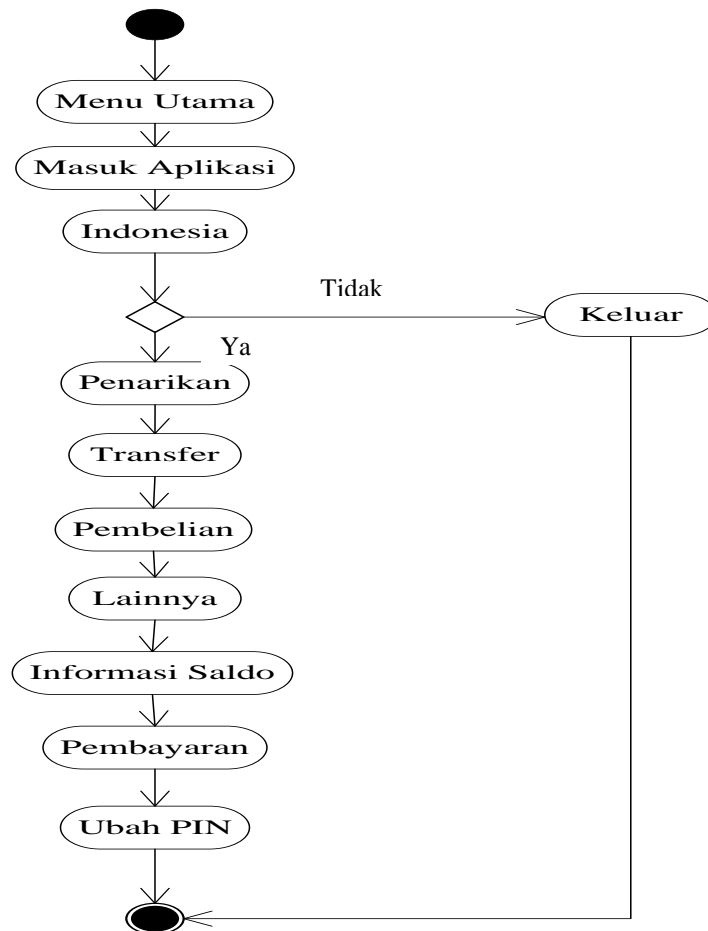 Menu Utama
Masuk Aplikasi
Indonesia
Tidak
Keluar
Ya
Penarikan
Transfer
Pembelian
Lainnya
Informasi Saldo
Pembayaran
Ubah PIN